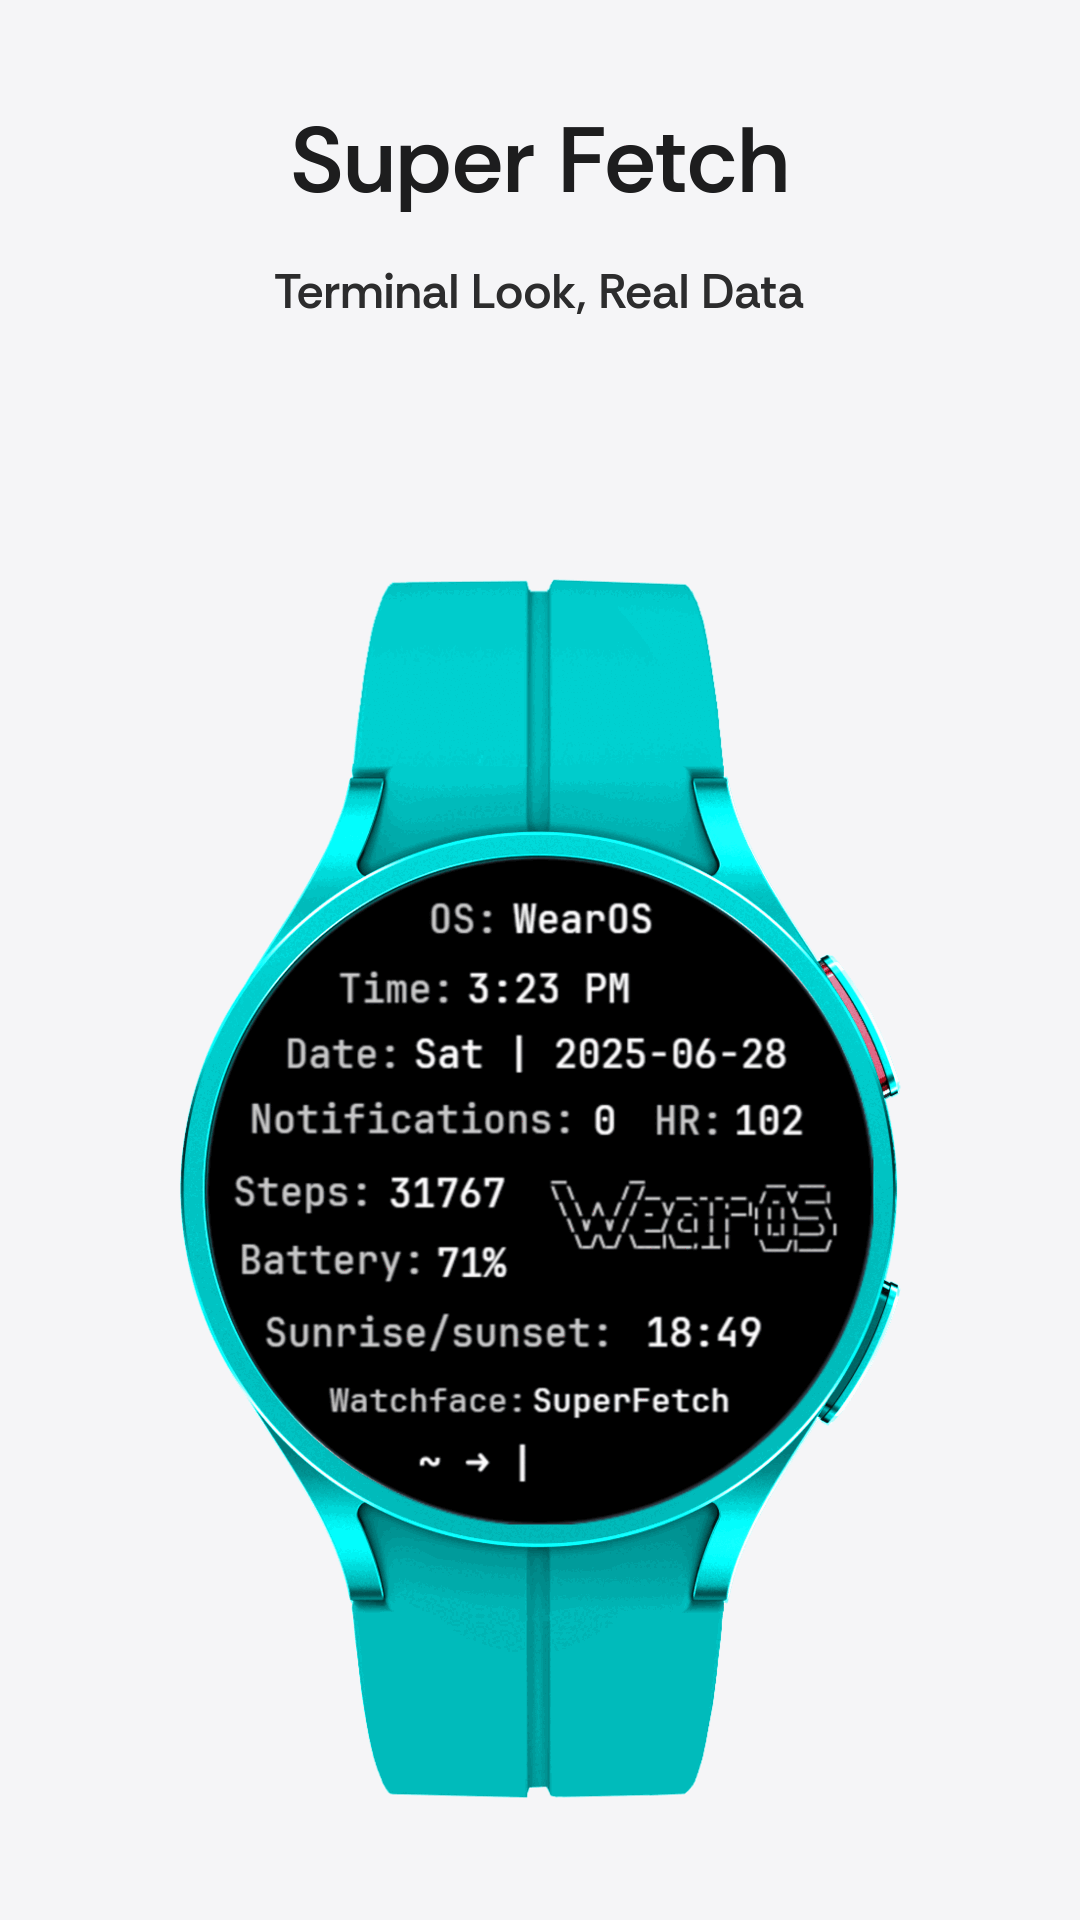 Super Fetch
Terminal Look, Real Data
OS: WearOS
Time: 3:23 PM
Date: Sat | 2025-06-28
Notifications: 0 HR: 102
Steps: 31767
WearOS
Battery: 71%
Sunrise/sunset: 18:49
Watchface: SuperFetch
~ → |